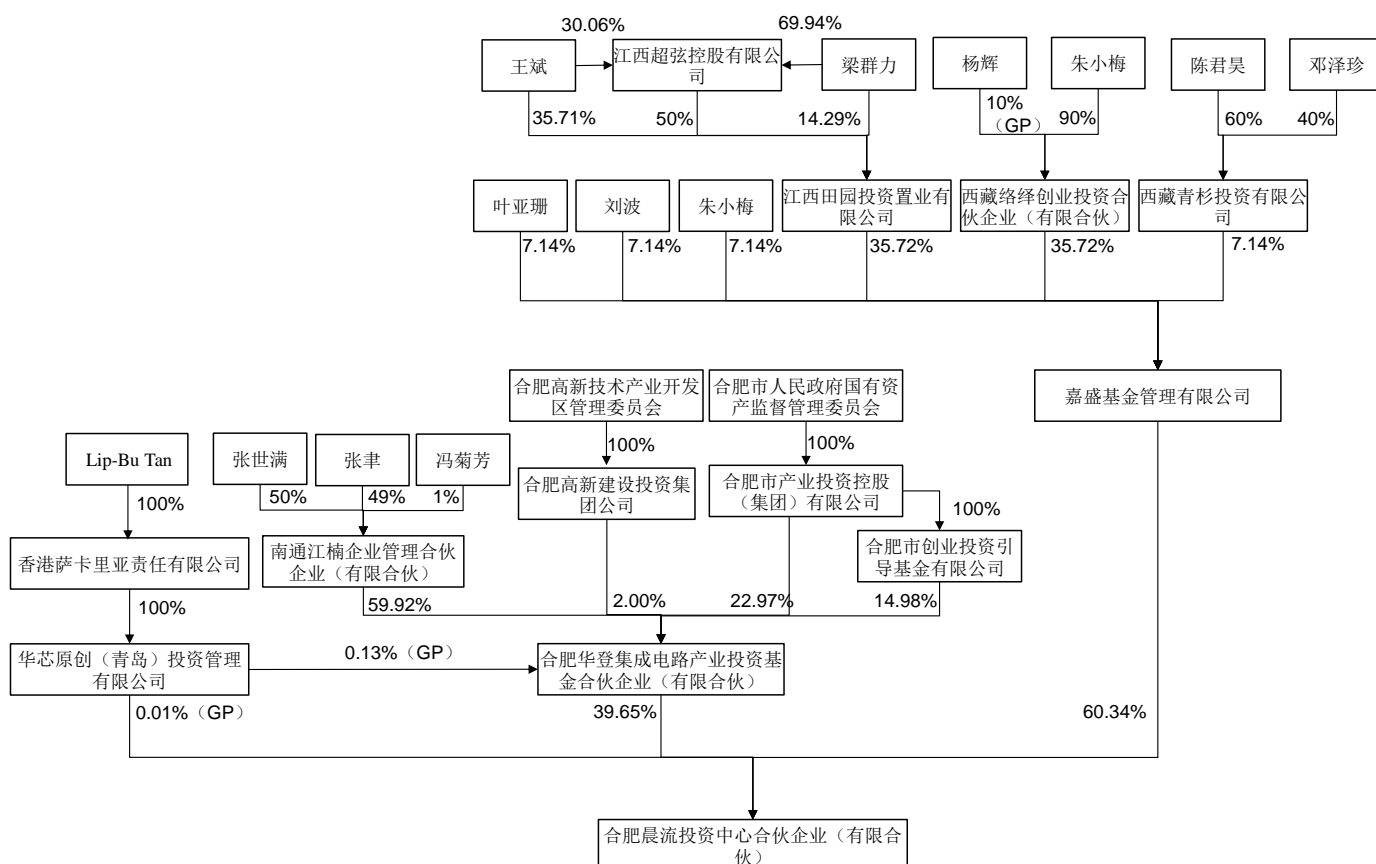 30.06%
69.94%
王斌
江西超弦控股有限公
司
梁群力
杨辉
朱小梅
陈君昊
邓泽珍
35.71%
50%
14.29%
10%
（GP）
90%
60%
40%
叶亚珊
刘波
朱小梅
江西田园投资置业有
限公司
西藏络绎创业投资合
伙企业（有限合伙）
西藏青杉投资有限公
司
7.14%
7.14%
7.14%
35.72%
35.72%
7.14%
合肥高新技术产业开发
区管理委员会
合肥市人民政府国有资
产监督管理委员会
嘉盛基金管理有限公司
Lip-Bu Tan
张世满
张聿
冯菊芳
100%
100%
100%
50%
49%
1%
合肥高新建设投资集
团公司
合肥市产业投资控股
（集团）有限公司
100%
香港萨卡里亚责任有限公司
南通江楠企业管理合伙
企业（有限合伙）
合肥市创业投资引
导基金有限公司
100%
59.92%
2.00%
22.97%
14.98%
华芯原创（青岛）投资管理
有限公司
0.13%（GP）
合肥华登集成电路产业投资基
金合伙企业（有限合伙）
0.01%（GP）
39.65%
60.34%
合肥晨流投资中心合伙企业（有限合
伙）